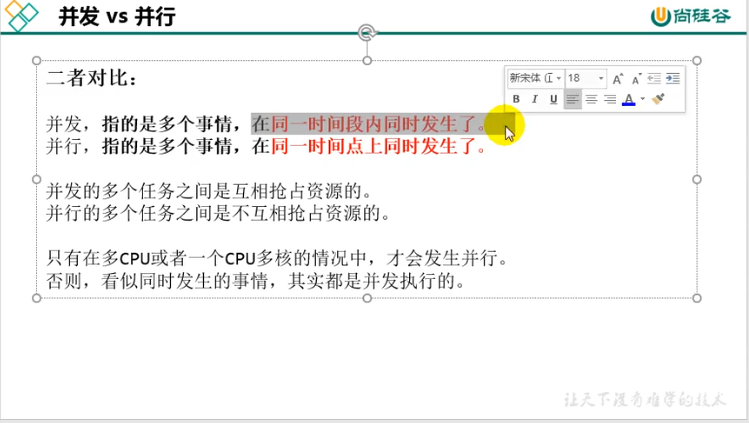 并发 vs 并行
尚硅谷
二者对比：
新宋体 (正 18
并发，指的是多个事情，在同一时间段内同时发生了。
B I U A
并行，指的是多个事情，在同一时间点上同时发生了。
并发的多个任务之间是互相抢占资源的。
并行的多个任务之间是不互相抢占资源的。
只有在多CPU或者一个CPU多核的情况中，才会发生并行。
否则，看似同时发生的事情，其实都是并发执行的。
让天下没有难学的技术